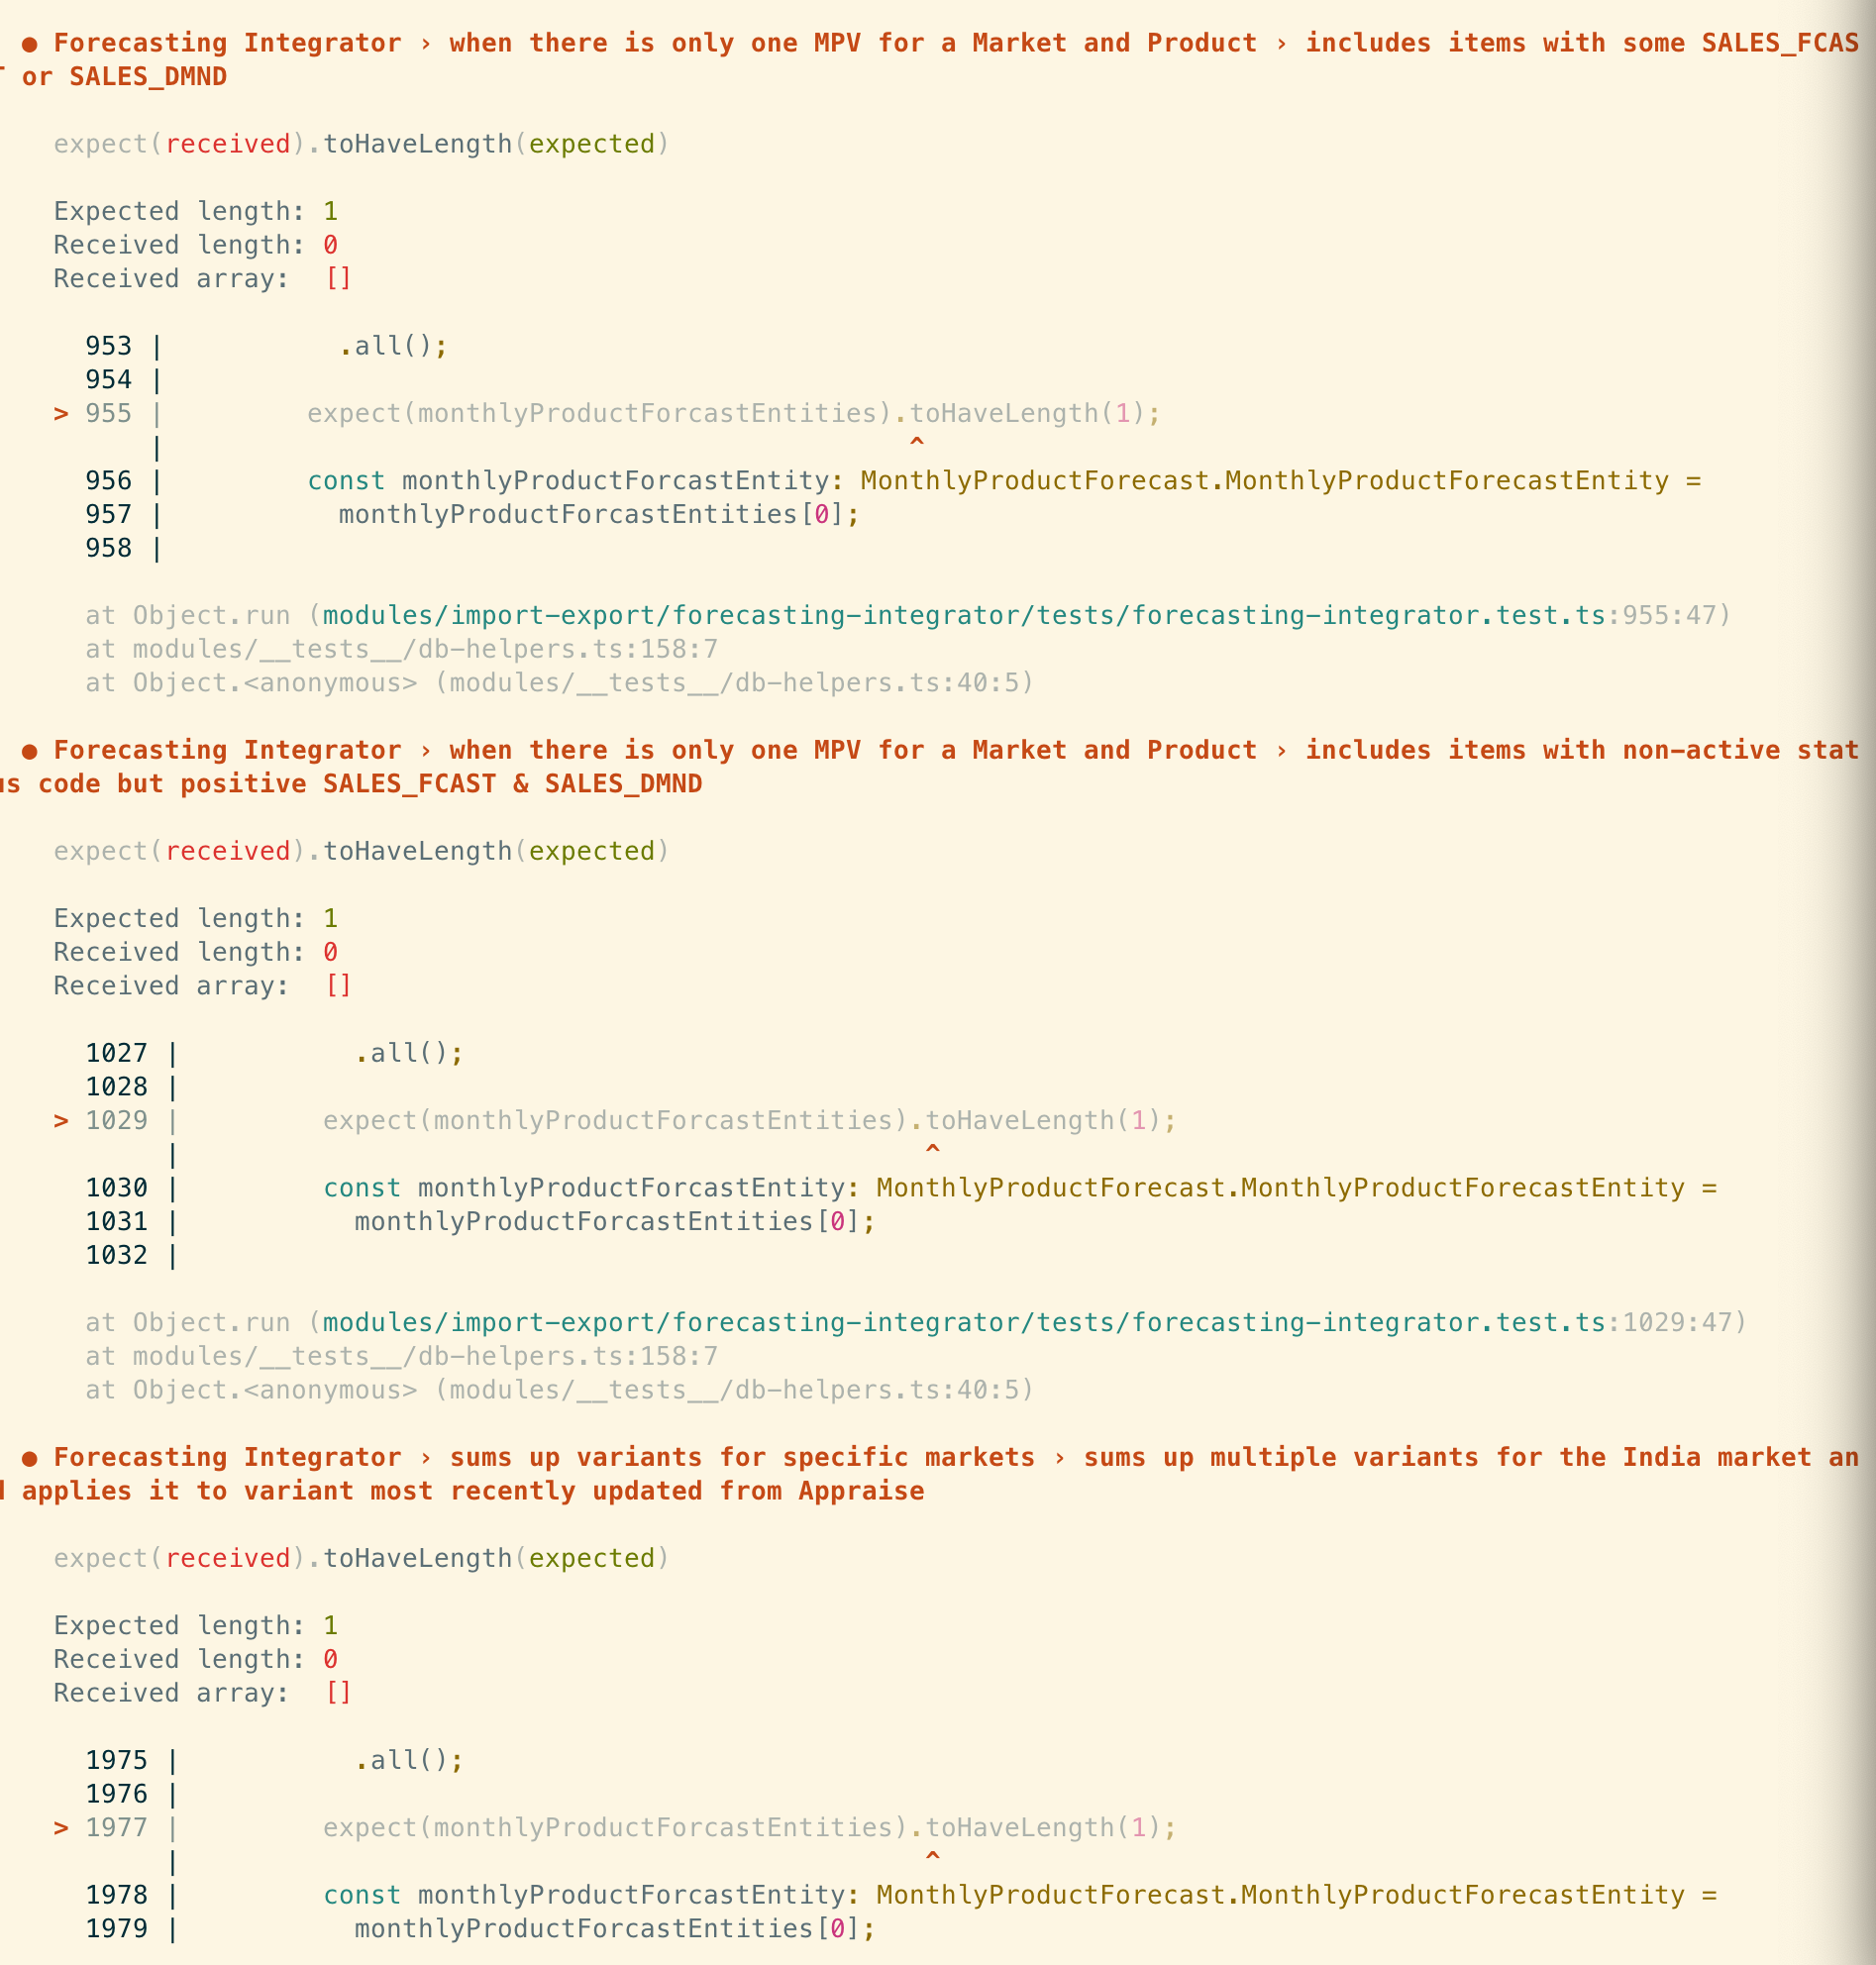 ● Forecasting Integrator › when there is only one MPV for a Market and Product › includes items with some SALES_FCAS
T or SALES_DMND
expect(received).toHaveLength(expected)
Expected length: 1
Received length: 0
Received array:  []
953 |           .all();
954 |
> 955 |         expect(monthlyProductForcastEntities).toHaveLength(1);
|                                               ^
956 |         const monthlyProductForcastEntity: MonthlyProductForecast.MonthlyProductForecastEntity =
957 |           monthlyProductForcastEntities[0];
958 |
at Object.run (modules/import-export/forecasting-integrator/tests/forecasting-integrator.test.ts:955:47)
at modules/__tests__/db-helpers.ts:158:7
at Object.<anonymous> (modules/__tests__/db-helpers.ts:40:5)
● Forecasting Integrator › when there is only one MPV for a Market and Product › includes items with non-active stat
us code but positive SALES_FCAST & SALES_DMND
expect(received).toHaveLength(expected)
Expected length: 1
Received length: 0
Received array:  []
1027 |           .all();
1028 |
> 1029 |         expect(monthlyProductForcastEntities).toHaveLength(1);
|                                               ^
1030 |         const monthlyProductForcastEntity: MonthlyProductForecast.MonthlyProductForecastEntity =
1031 |           monthlyProductForcastEntities[0];
1032 |
at Object.run (modules/import-export/forecasting-integrator/tests/forecasting-integrator.test.ts:1029:47)
at modules/__tests__/db-helpers.ts:158:7
at Object.<anonymous> (modules/__tests__/db-helpers.ts:40:5)
● Forecasting Integrator › sums up variants for specific markets › sums up multiple variants for the India market an
d applies it to variant most recently updated from Appraise
expect(received).toHaveLength(expected)
Expected length: 1
Received length: 0
Received array:  []
1975 |           .all();
1976 |
> 1977 |         expect(monthlyProductForcastEntities).toHaveLength(1);
|                                               ^
1978 |         const monthlyProductForcastEntity: MonthlyProductForecast.MonthlyProductForecastEntity =
1979 |           monthlyProductForcastEntities[0];